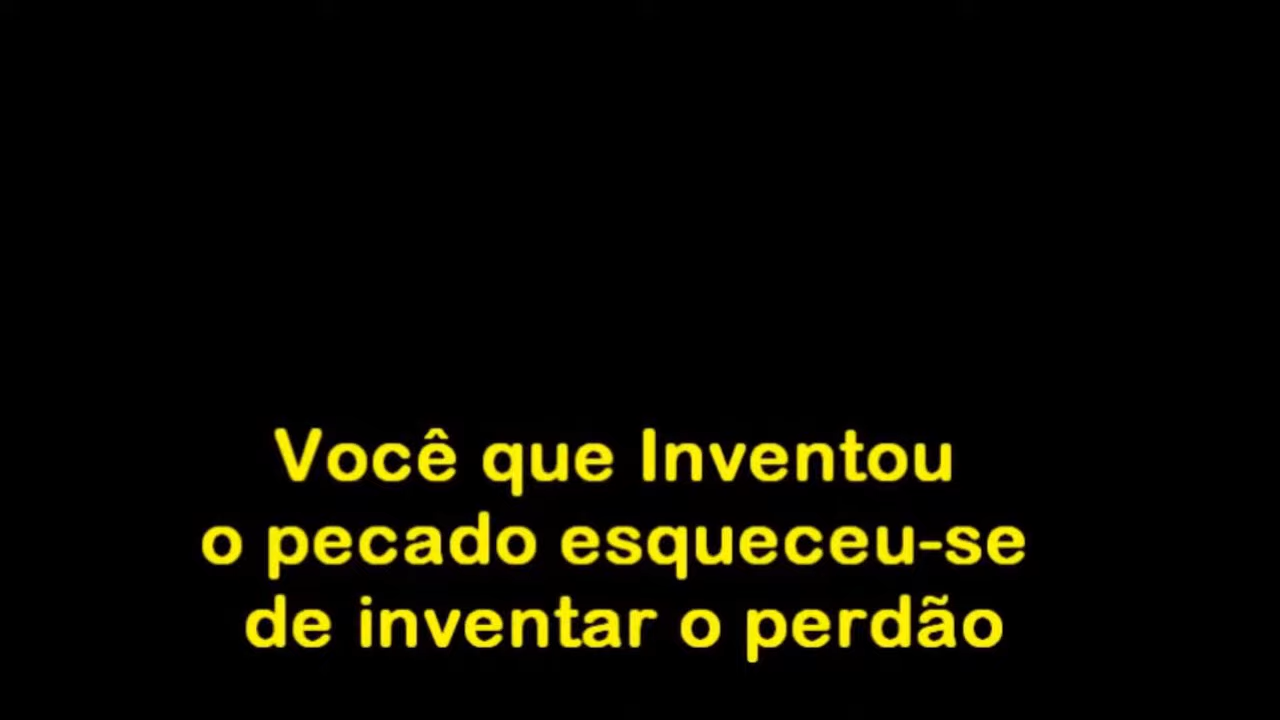 Você que Inventou
o pecado esqueceu-se
de inventar o perdão